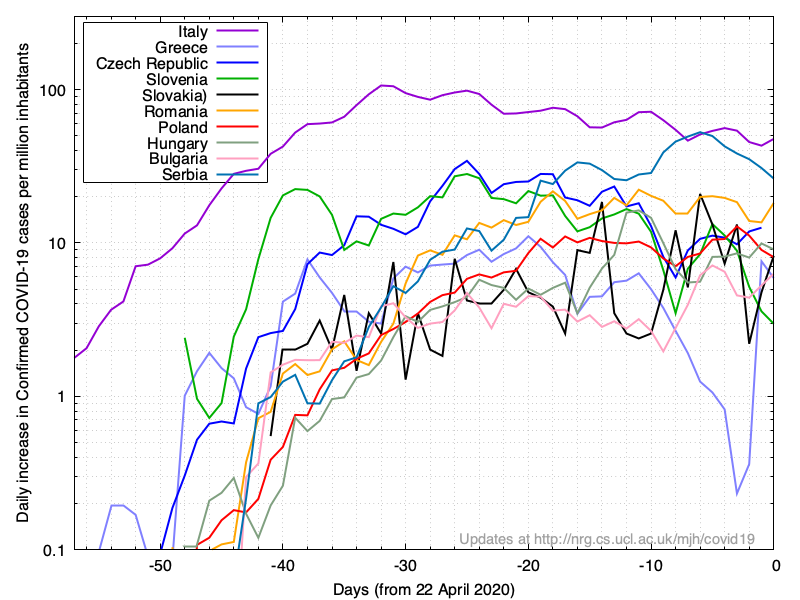 Italy
Greece
Czech Republic
Slovenia
Slovakia)
Romania
Poland
Hungary
Bulgaria
Serbia
Daily increase in Confirmed COVID-19 cases per million inhabitants
100
10
1
0.1
Updates at http://nrg.cs.ucl.ac.uk/mjh/covid19
-50 -40 -30 -20 -10 0
Days (from 22 April 2020)